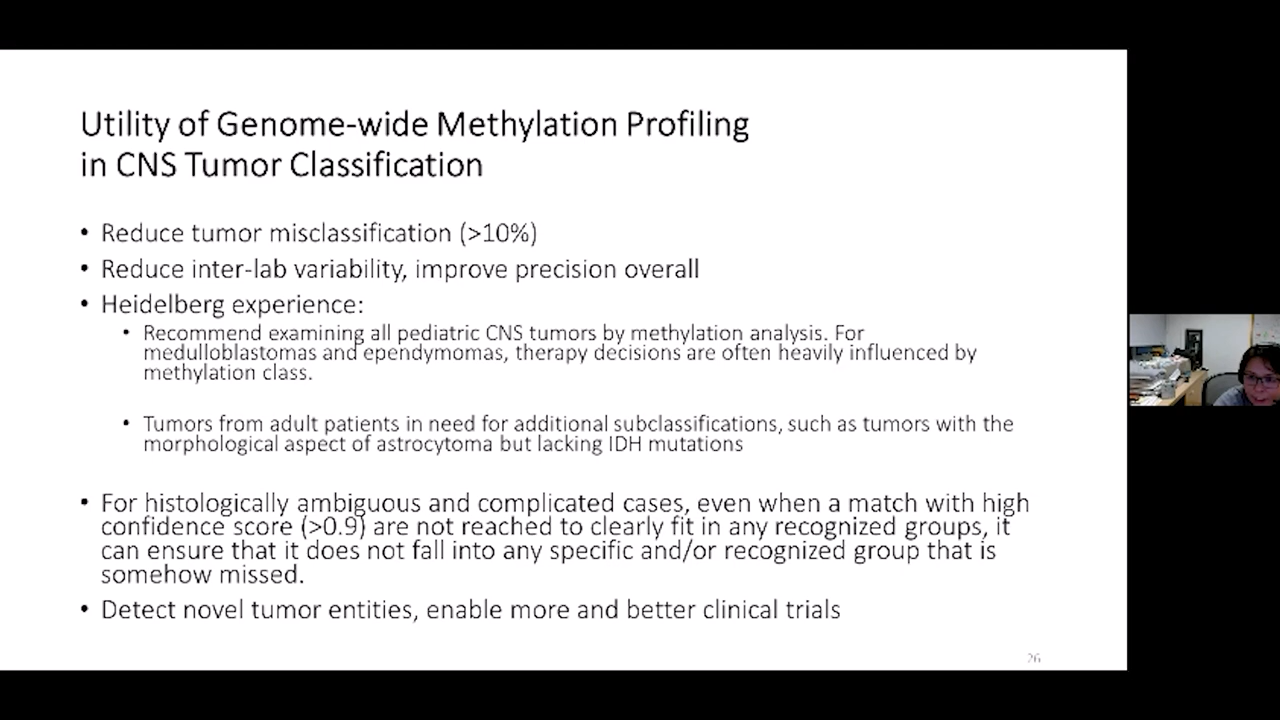 Utility of Genome-wide Methylation Profiling
in CNS Tumor Classification
• Reduce tumor misclassification (>10%)
• Reduce inter-lab variability, improve precision overall
• Heidelberg experience:
• Recommend examining all pediatric CNS tumors by methylation analysis. For
medulloblastomas and ependymomas, therapy decisions are often heavily influenced by
methylation class.
• Tumors from adult patients in need for additional subclassifications, such as tumors with the
morphological aspect of astrocytoma but lacking IDH mutations
• For histologically ambiguous and complicated cases, even when a match with high
confidence score (>0.9) are not reached to clearly fit in any recognized groups, it
can ensure that it does not fall into any specific and/or recognized group that is
somehow missed.
• Detect novel tumor entities, enable more and better clinical trials
26